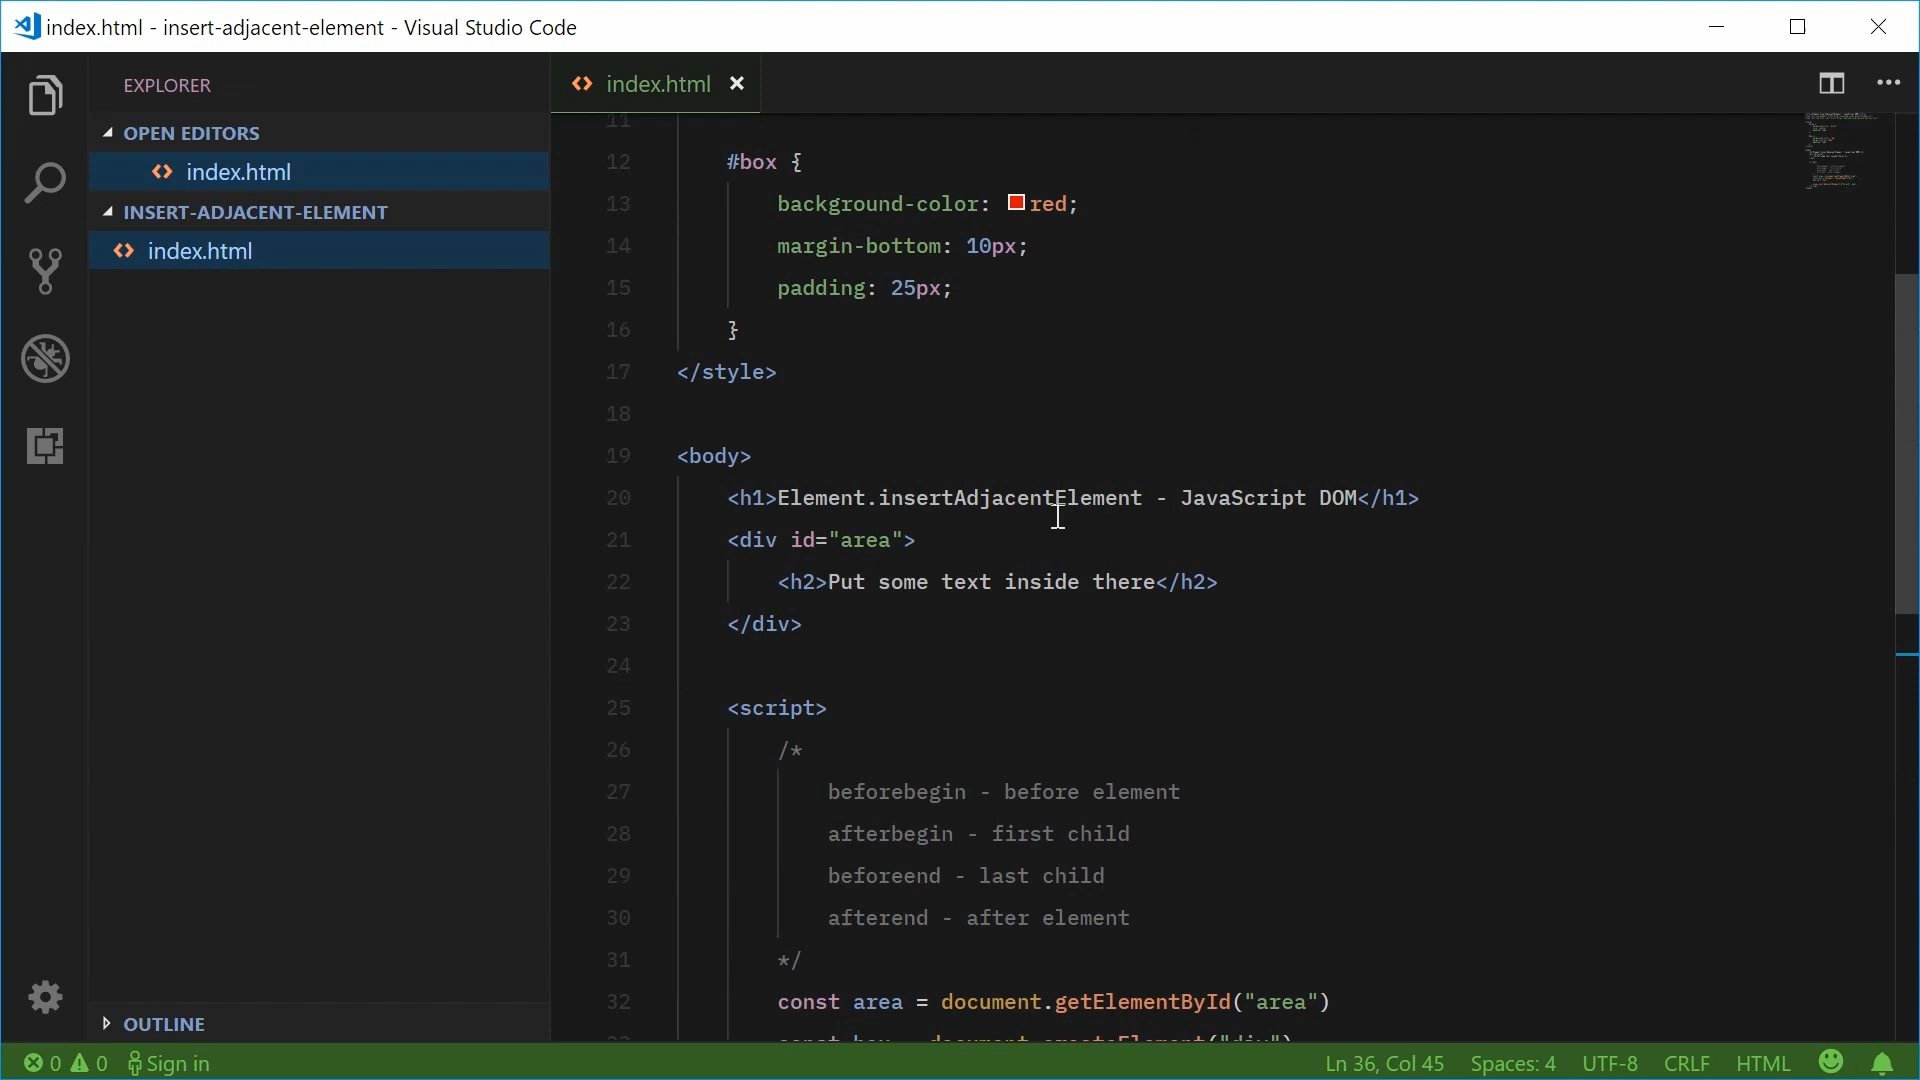 index.html - insert-adjacent-element - Visual Studio Code
EXPLORER
OPEN EDITORS
index.html
INSERT-ADJACENT-ELEMENT
index.html
OUTLINE
index.html
11
12 #box {
13 background-color: red;
14 margin-bottom: 10px;
15 padding: 25px;
16 }
17 </style>
18
19 <body>
20 <h1>Element.insertAdjacentElement - JavaScript DOM</h1>
21 <div id="area">
22 <h2>Put some text inside there</h2>
23 </div>
24
25 <script>
26 /*
27 beforebegin - before element
28 afterbegin - first child
29 beforeend - last child
30 afterend - after element
31 */
32 const area = document.getElementById("area")
const box = document.createElement("div")
0 0 Sign in Ln 36, Col 45 Spaces: 4 UTF-8 CRLF HTML